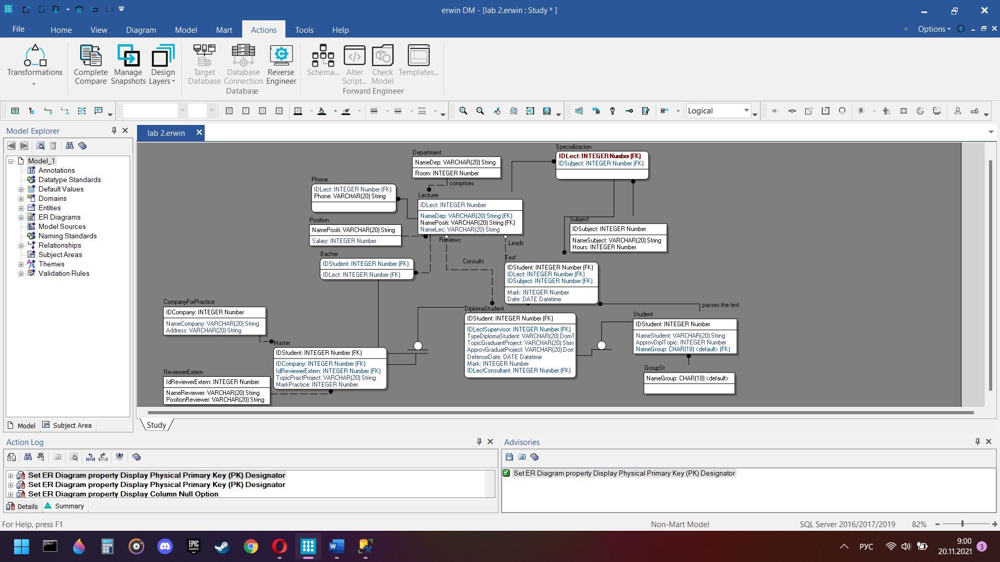 erwin DM - [lab 2.erwin : Study * ]
File
Home
View
Diagram
Model
Mart
Actions
Tools
Help
Options
Transformations
Complete Compare
Manage Snapshots
Design Layers
Target Database
Database Connection
Reverse Engineer
Database
Schema...
Alter Script...
Check Model
Templates...
Forward Engineer
B I U S
A
Logical
Model Explorer
lab 2.erwin
Model_1
Annotations
Datatype Standards
Default Values
Domains
Entities
ER Diagrams
Model Sources
Naming Standards
Relationships
Subject Areas
Themes
Validation Rules
Model
Subject Area
Specializacion
IDLect: INTEGER Number (FK)
IDSubject: INTEGER Number (FK)
Department
NameDep: VARCHAR(20) String
Room: INTEGER Number
comprises
Phone
IDLect: INTEGER Number (FK)
Phone: VARCHAR(20) String
Lecturer
IDLect: INTEGER Number
NameDep: VARCHAR(20) String (FK)
NamePositi: VARCHAR(20) String (FK)
NameLec: VARCHAR(20) String
Position
NamePositi: VARCHAR(20) String
Salary: INTEGER Number
Subject
IDSubject: INTEGER Number
NameSubject: VARCHAR(20) String
Hours: INTEGER Number
Reviews
Leads
Consults
Bacher
IDStudent: INTEGER Number (FK)
IDLect: INTEGER Number (FK)
Test
IDStudent: INTEGER Number (FK)
IDLect: INTEGER Number (FK)
IDSubject: INTEGER Number (FK)
Mark: INTEGER Number
Date: DATE Datetime
passes the test
CompanyForPractice
IDCompany: INTEGER Number
NameCompany: VARCHAR(20) String
Address: VARCHAR(20) String
DiplomaStudent
IDStudent: INTEGER Number (FK)
IDLectSupervisor: INTEGER Number (FK)
TypeDiplomaStudent: VARCHAR(20) DomT
TopicGraduantProject: VARCHAR(20) Strin
ApprovGraduatProject: VARCHAR(20) Dom
DefenseDate: DATE Datetime
Mark: INTEGER Number
IDLectConsultant: INTEGER Number (FK)
Student
IDStudent: INTEGER Number
NameStudent: VARCHAR(20) String
ApprovDiplTopic: INTEGER Number
NameGroup: CHAR(18) <default> (FK)
Master
IDStudent: INTEGER Number (FK)
IDCompany: INTEGER Number (FK)
IdReviewerExtern: INTEGER Number (FK)
TopicPractProject: VARCHAR(20) String
MarkPractice: INTEGER Number
GroupSt
NameGroup: CHAR(18) <default>
ReviewerExtern
IdReviewerExtern: INTEGER Number
NameReviewer: VARCHAR(20) String
PositionReviewer: VARCHAR(20) String
Study
Action Log
Set ER Diagram property Display Physical Primary Key (PK) Designator
Set ER Diagram property Display Physical Primary Key (PK) Designator
Set ER Diagram property Display Column Null Option
Details
Summary
Advisories
Set ER Diagram property Display Physical Primary Key (PK) Designator
For Help, press F1
Non-Mart Model
SQL Server 2016/2017/2019
82%
EPIC GAMES
РУС
9:00
20.11.2021
3